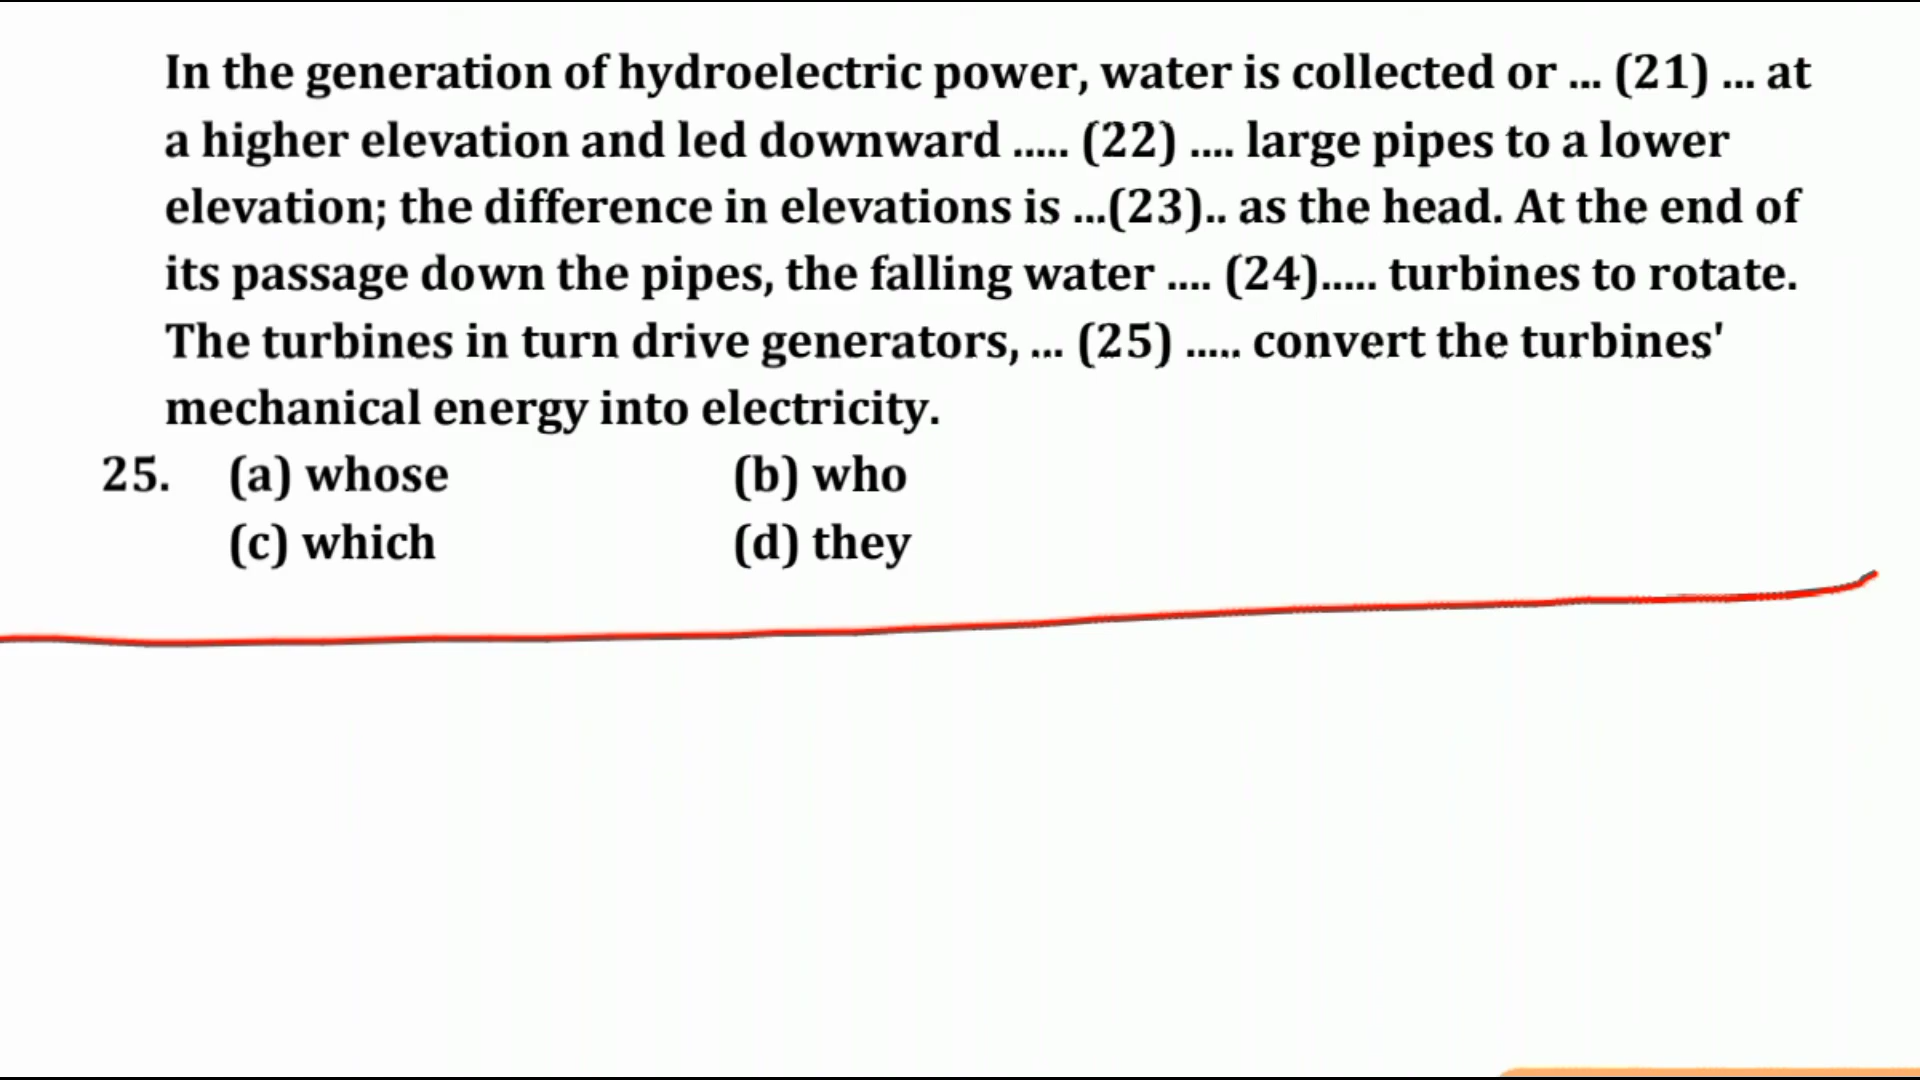 In the generation of hydroelectric power, water is collected or ... (21) ... at
a higher elevation and led downward ..... (22) .... large pipes to a lower
elevation; the difference in elevations is ...(23).. as the head. At the end of
its passage down the pipes, the falling water .... (24)..... turbines to rotate.
The turbines in turn drive generators, ... (25) ..... convert the turbines'
mechanical energy into electricity.
25. (a) whose (b) who
(c) which (d) they